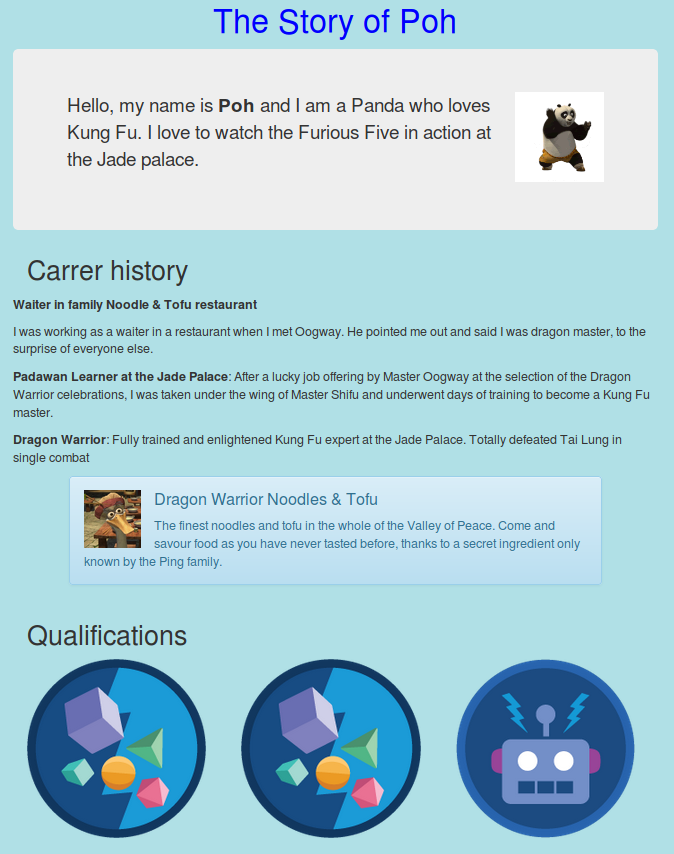 The Story of Poh
Hello, my name is Poh and I am a Panda who loves
Kung Fu. I love to watch the Furious Five in action at
the Jade palace.
Carrer history
Waiter in family Noodle & Tofu restaurant
I was working as a waiter in a restaurant when I met Oogway. He pointed me out and said I was dragon master, to the
surprise of everyone else.
Padawan Learner at the Jade Palace: After a lucky job offering by Master Oogway at the selection of the Dragon
Warrior celebrations, I was taken under the wing of Master Shifu and underwent days of training to become a Kung Fu
master.
Dragon Warrior: Fully trained and enlightened Kung Fu expert at the Jade Palace. Totally defeated Tai Lung in
single combat
Dragon Warrior Noodles & Tofu
The finest noodles and tofu in the whole of the Valley of Peace. Come and
savour food as you have never tasted before, thanks to a secret ingredient only
known by the Ping family.
Qualifications